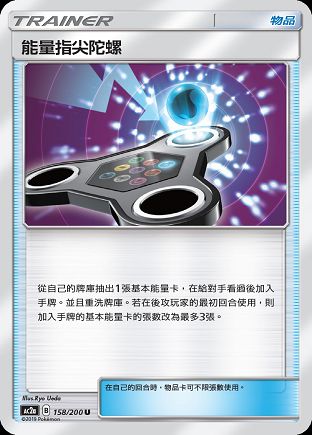 TRAINER 物品
能量指尖陀螺
從自己的牌庫抽出1張基本能量卡,在給對手看過後加入
手牌。並且重洗牌庫。若在後攻玩家的最初回合使用,則
加入手牌的基本能量卡的張數改為最多3張。
Illus.Ryo Ueda
AC2a B 158/200 U
©2019 Pokémon
在自己的回合時,物品卡可不限張數使用。